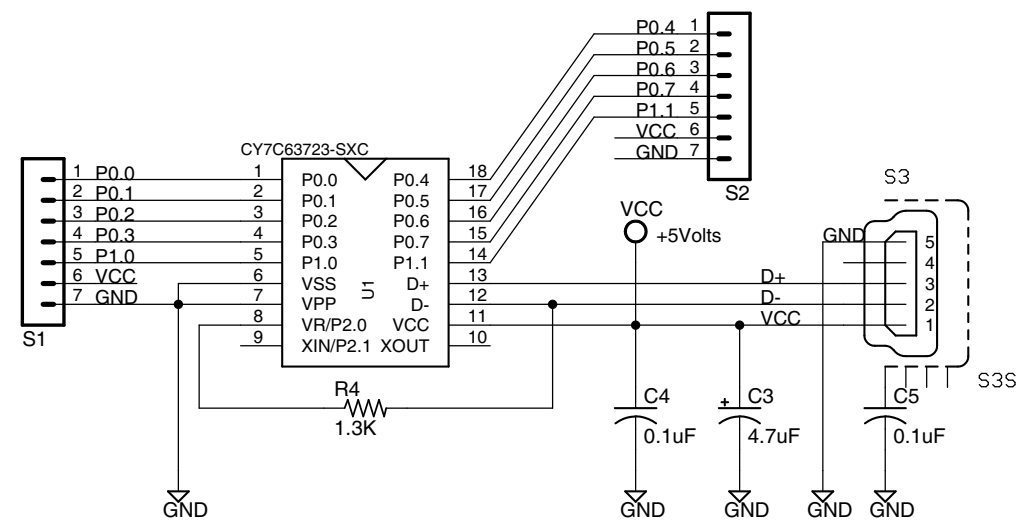 P0.4 1
P0.5 2
P0.6 3
P0.7 4
P1.1 5
VCC 6
GND 7
S2
CY7C63723-SXC
1 P0.0 1 P0.0 P0.4 18
2 P0.1 2 P0.1 P0.5 17
3 P0.2 3 P0.2 P0.6 16
4 P0.3 4 P0.3 P0.7 15
5 P1.0 5 P1.0 P1.1 14
6 VCC 6 VSS D+ 13
7 GND 7 VPP D- 12
8 VR/P2.0 VCC 11
9 XIN/P2.1 XOUT 10
U1
S1
VCC
+5Volts
S3
GND 5
4
D+ 3
D- 2
VCC 1
S3S
R4
1.3K
C4
0.1uF
+ C3
4.7uF
C5
0.1uF
GND
GND
GND
GND
GND